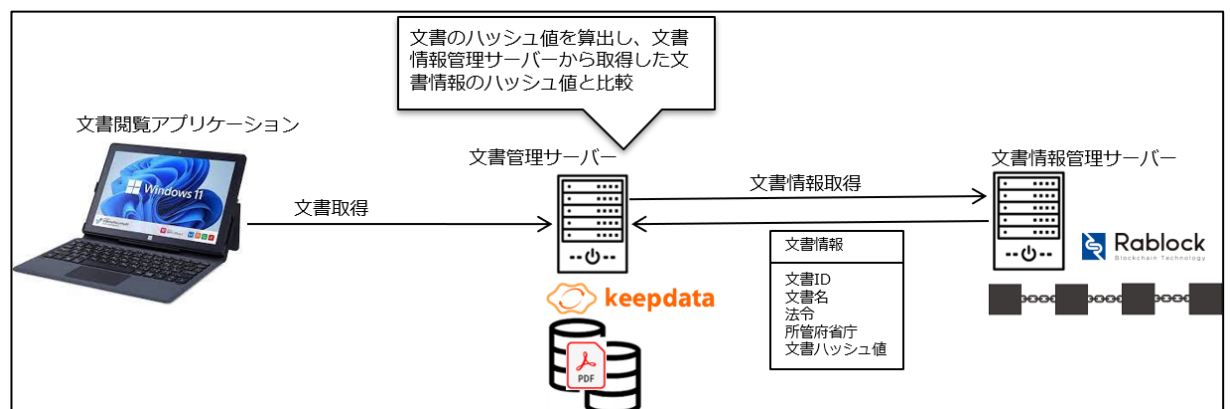 文書のハッシュ値を算出し、文書
情報管理サーバーから取得した文
書情報のハッシュ値と比較
文書閲覧アプリケーション
文書管理サーバー
文書情報管理サーバー
Windows 11
文書取得
文書情報取得
文書情報
文書ID
文書名
法令
所管府省庁
文書ハッシュ値
keepdata
PDF
Rablock
Blockchain Technology